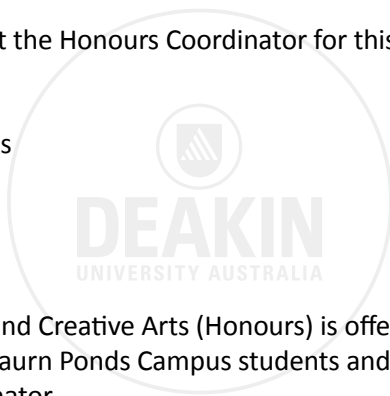 t the Honours Coordinator for this
s
DEAKIN
UNIVERSITY AUSTRALIA
nd Creative Arts (Honours) is offe
aurn Ponds Campus students and
nator